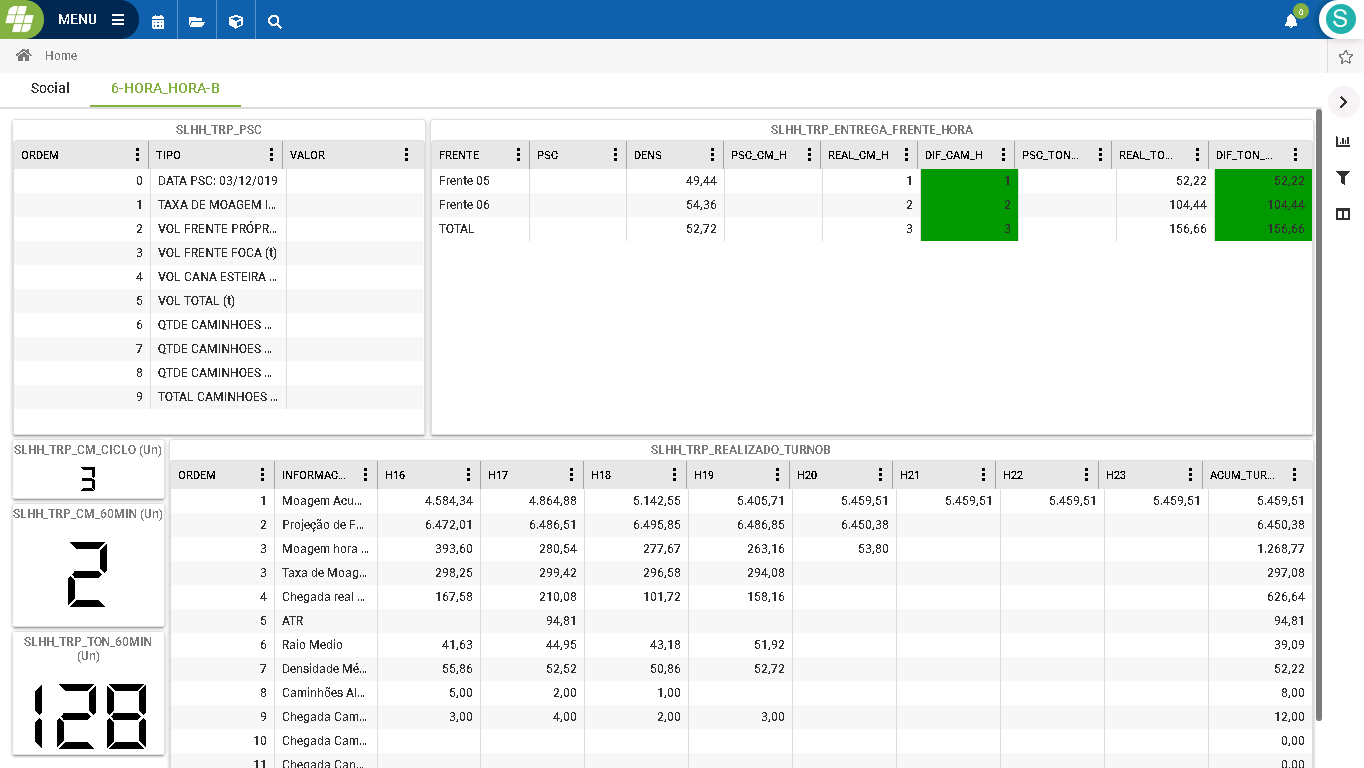 MENU
0
S
Home
Social 6-HORA_HORA-B
SLHH_TRP_PSC
ORDEM TIPO VALOR
0 DATA PSC: 03/12/019
1 TAXA DE MOAGEM I...
2 VOL FRENTE PRÓPR...
3 VOL FRENTE FOCA (t)
4 VOL CANA ESTEIRA ...
5 VOL TOTAL (t)
6 QTDE CAMINHOES ...
7 QTDE CAMINHOES ...
8 QTDE CAMINHOES ...
9 TOTAL CAMINHOES ...
SLHH_TRP_ENTREGA_FRENTE_HORA
FRENTE PSC DENS PSC_CM_H REAL_CM_H DIF_CAM_H PSC_TON... REAL_TO... DIF_TON_...
Frente 05 49,44 1 1 52,22 52,22
Frente 06 54,36 2 2 104,44 104,44
TOTAL 52,72 3 3 156,66 156,66
SLHH_TRP_CM_CICLO (Un)
3
SLHH_TRP_CM_60MIN (Un)
2
SLHH_TRP_TON_60MIN
(Un)
128
SLHH_TRP_REALIZADO_TURNOB
ORDEM INFORMAC... H16 H17 H18 H19 H20 H21 H22 H23 ACUM_TUR...
1 Moagem Acu... 4.584,34 4.864,88 5.142,55 5.405,71 5.459,51 5.459,51 5.459,51 5.459,51 5.459,51
2 Projeção de F... 6.472,01 6.486,51 6.495,85 6.486,85 6.450,38 6.450,38
3 Moagem hora ... 393,60 280,54 277,67 263,16 53,80 1.268,77
3 Taxa de Moag... 298,25 299,42 296,58 294,08 297,08
4 Chegada real ... 167,58 210,08 101,72 158,16 626,64
5 ATR 94,81 94,81
6 Raio Medio 41,63 44,95 43,18 51,92 39,09
7 Densidade Mé... 55,86 52,52 50,86 52,72 52,22
8 Caminhões Al... 5,00 2,00 1,00 8,00
9 Chegada Cam... 3,00 4,00 2,00 3,00 12,00
10 Chegada Cam... 0,00
11 Chegada Can... 0,00